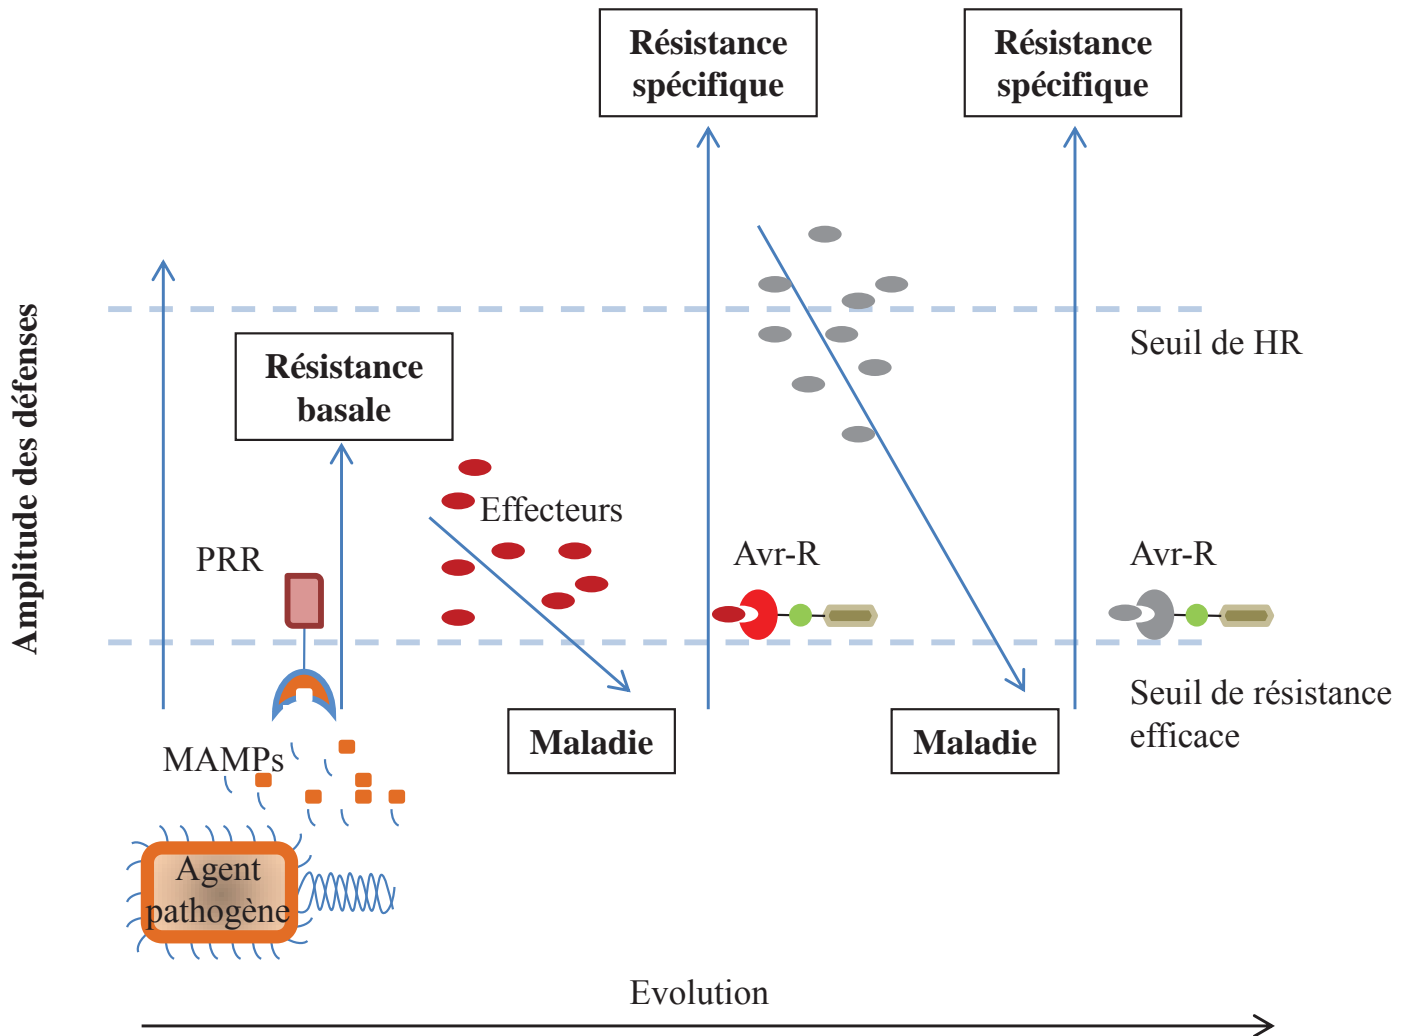 Résistance
spécifique
Résistance
spécifique
Amplitude des défenses
Seuil de HR
Résistance
basale
Effecteurs
PRR
Avr-R
Avr-R
Seuil de résistance
efficace
MAMPs
Maladie
Maladie
Agent
pathogène
Evolution